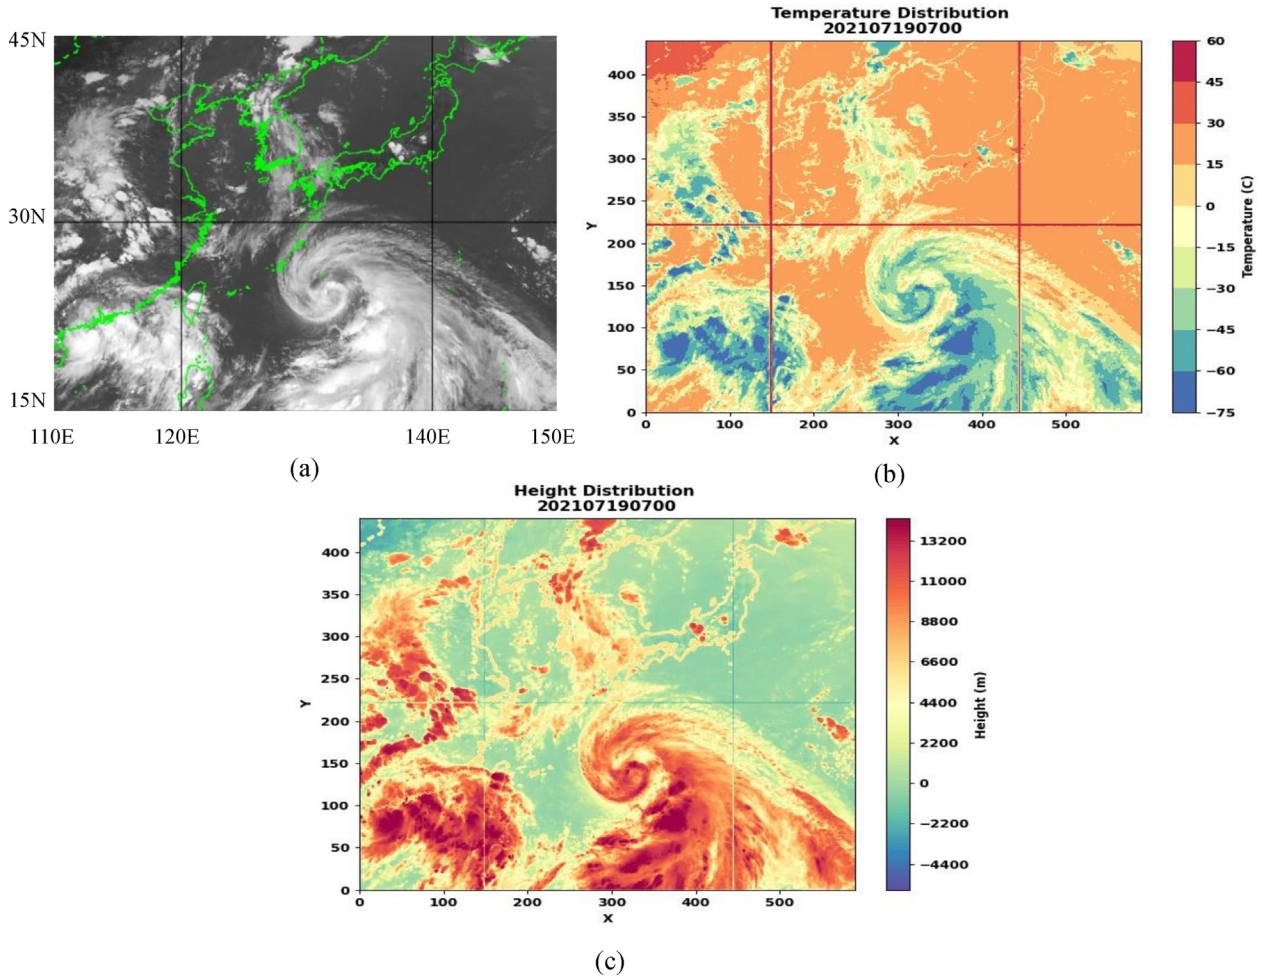 45N
30N
15N
110E 120E 140E 150E
(a)
Temperature Distribution
202107190700
Y
400
350
300
250
200
150
100
50
0
0 100 200 300 400 500
X
60
45
30
15
0
−15
−30
−45
−60
−75
Temperature (C)
(b)
Height Distribution
202107190700
Y
400
350
300
250
200
150
100
50
0
0 100 200 300 400 500
X
13200
11000
8800
6600
4400
2200
0
−2200
−4400
Height (m)
(c)